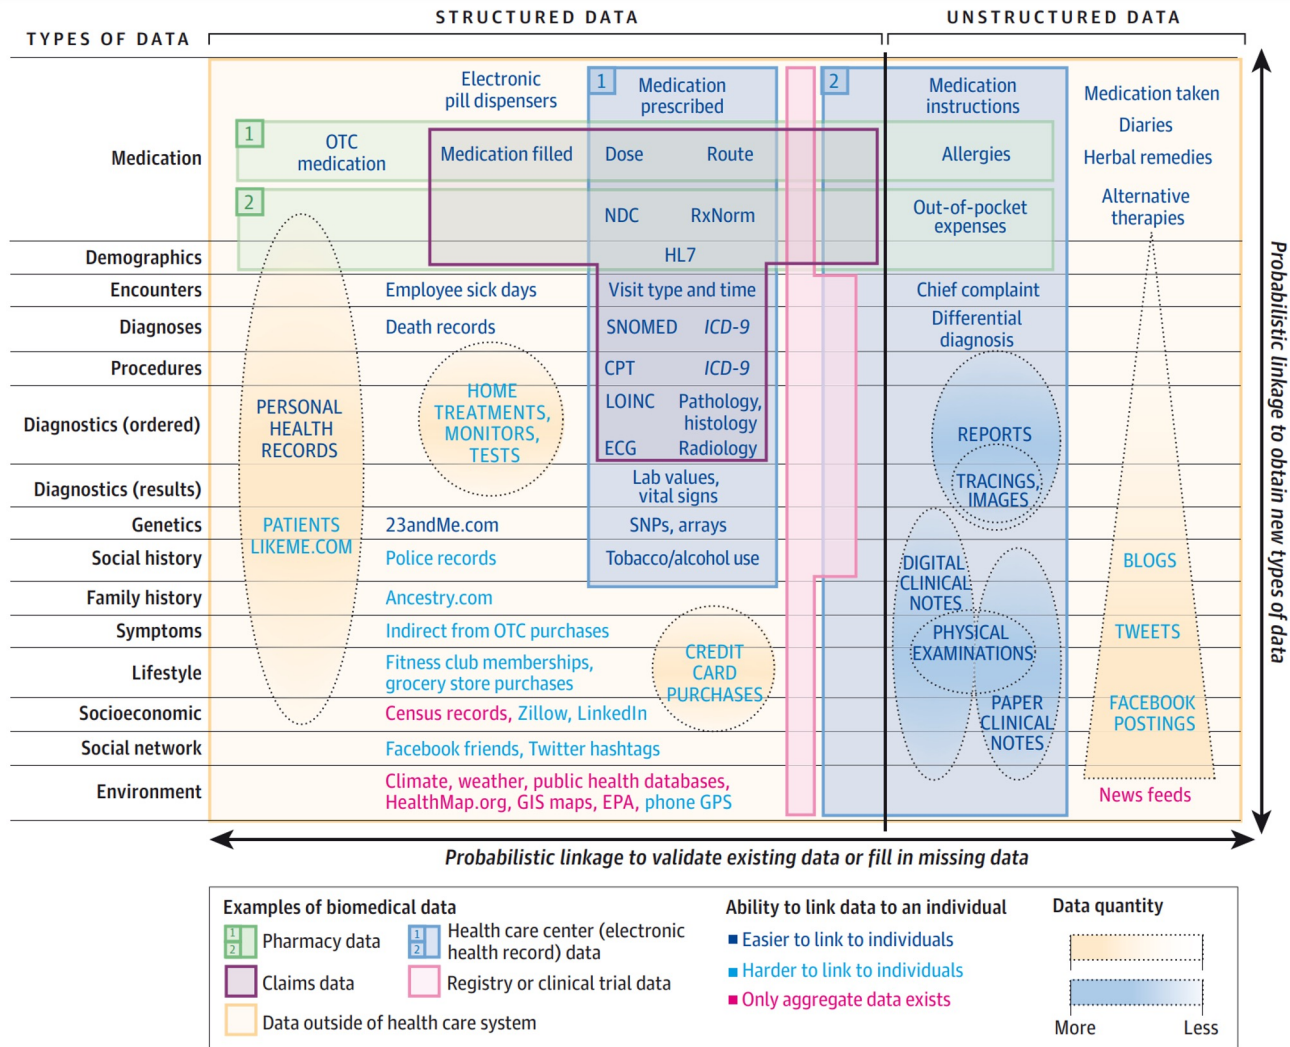 STRUCTURED DATA
UNSTRUCTURED DATA
TYPES OF DATA
Electronic
pill dispensers
1
Medication
prescribed
2
Medication
instructions
Medication taken
Diaries
Herbal remedies
Alternative
therapies
Medication
1
OTC
medication
Medication filled
Dose
Route
Allergies
2
NDC
RxNorm
Out-of-pocket
expenses
Demographics
HL7
Encounters
Employee sick days
Visit type and time
Chief complaint
Diagnoses
Death records
SNOMED
ICD-9
Differential
diagnosis
Procedures
CPT
ICD-9
HOME
TREATMENTS,
MONITORS,
TESTS
Diagnostics (ordered)
PERSONAL
HEALTH
RECORDS
LOINC
Pathology,
histology
ECG
Radiology
REPORTS
Diagnostics (results)
Lab values,
vital signs
TRACINGS,
IMAGES
Genetics
PATIENTS
LIKEME.COM
23andMe.com
SNPs, arrays
Social history
Police records
Tobacco/alcohol use
DIGITAL
CLINICAL
NOTES
BLOGS
Family history
Ancestry.com
Symptoms
Indirect from OTC purchases
PHYSICAL
EXAMINATIONS
TWEETS
Lifestyle
Fitness club memberships,
grocery store purchases
CREDIT
CARD
PURCHASES
Socioeconomic
Census records, Zillow, LinkedIn
PAPER
CLINICAL
NOTES
FACEBOOK
POSTINGS
Social network
Facebook friends, Twitter hashtags
Environment
Climate, weather, public health databases,
HealthMap.org, GIS maps, EPA, phone GPS
News feeds
Probabilistic linkage to obtain new types of data
Probabilistic linkage to validate existing data or fill in missing data
Examples of biomedical data
1
2
Pharmacy data
1
2
Health care center (electronic
health record) data
Claims data
Registry or clinical trial data
Data outside of health care system
Ability to link data to an individual
Easier to link to individuals
Harder to link to individuals
Only aggregate data exists
Data quantity
More
Less